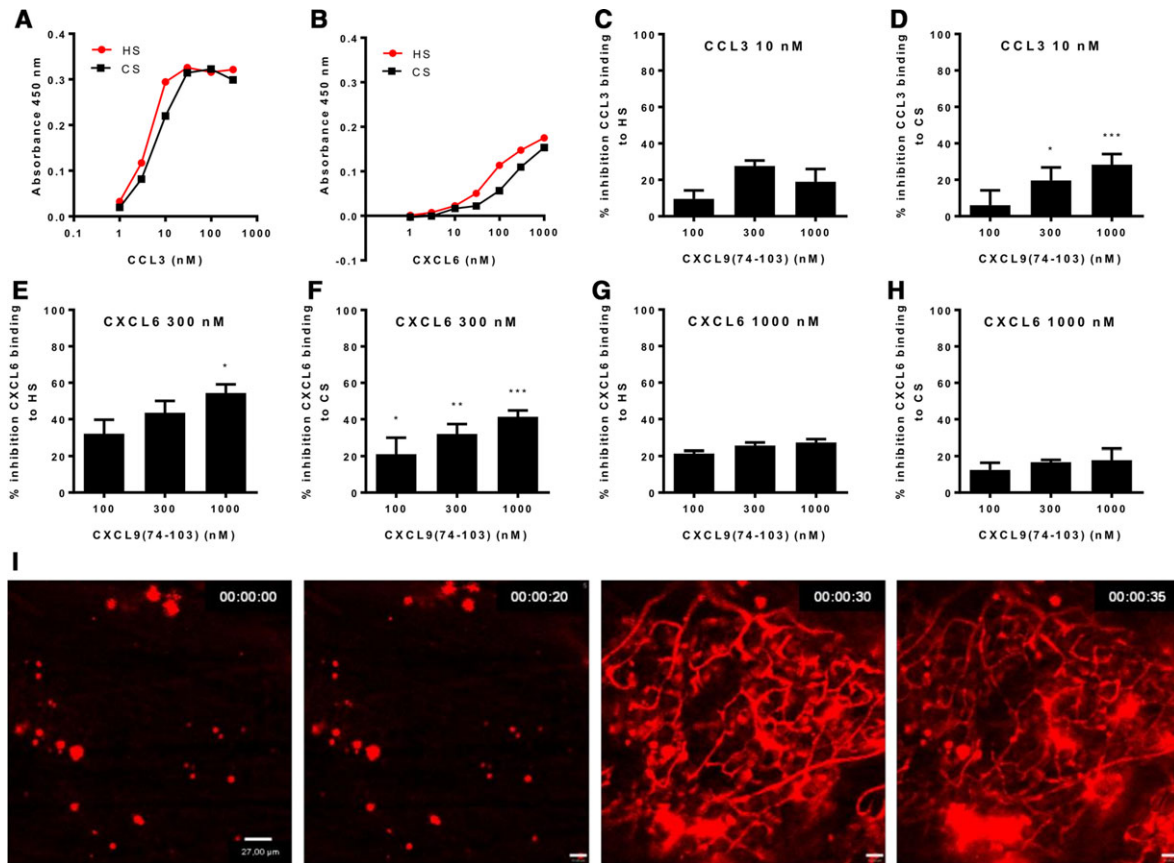 A
Absorbance 450 nm
0.4
0.3
0.2
0.1
0.0
HS
CS
0.1 1 10 100 1000
CCL3 (nM)
B
Absorbance 450 nm
0.4
0.3
0.2
0.1
0.0
-0.1
HS
CS
1 10 100 1000
CXCL6 (nM)
C
% inhibition CCL3 binding
to HS
CCL3 10 nM
100
80
60
40
20
0
100 300 1000
CXCL9(74-103) (nM)
D
% inhibition CCL3 binding
to CS
CCL3 10 nM
100
80
60
40
20
0
* ***
100 300 1000
CXCL9(74-103) (nM)
E
% inhibition CXCL6 binding
to HS
CXCL6 300 nM
100
80
60
40
20
0
*
100 300 1000
CXCL9(74-103) (nM)
F
% inhibition CXCL6 binding
to CS
CXCL6 300 nM
100
80
60
40
20
0
* ** ***
100 300 1000
CXCL9(74-103) (nM)
G
% inhibition CXCL6 binding
to HS
CXCL6 1000 nM
100
80
60
40
20
0
100 300 1000
CXCL9(74-103) (nM)
H
% inhibition CXCL6 binding
to CS
CXCL6 1000 nM
100
80
60
40
20
0
100 300 1000
CXCL9(74-103) (nM)
I
00:00:00
27,00 µm
00:00:20
00:00:30
00:00:35